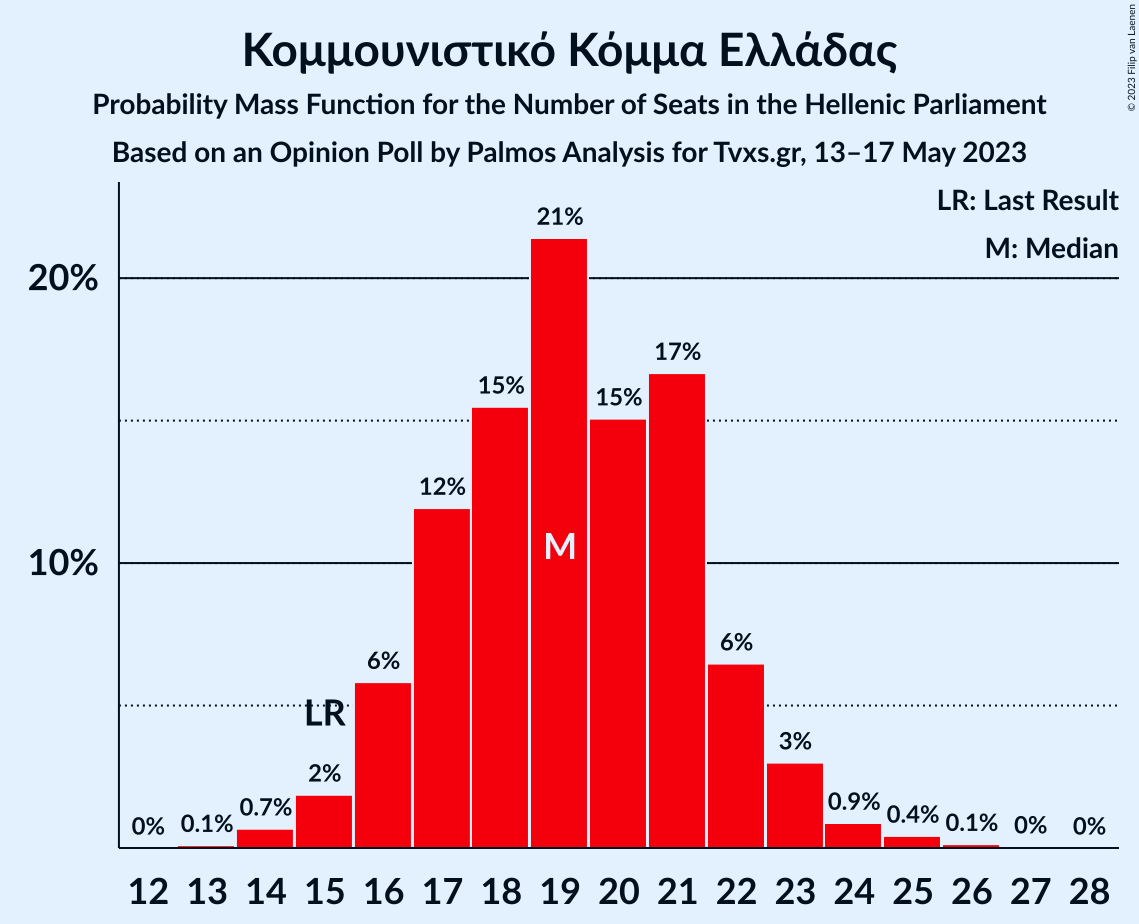 Κομμουνιστικό Κόμμα Ελλάδας
Probability Mass Function for the Number of Seats in the Hellenic Parliament
Based on an Opinion Poll by Palmos Analysis for Tvxs.gr, 13–17 May 2023
© 2023 Filip van Laenen
LR: Last Result
M: Median
20%
10%
0%
0.1%
0.7%
2%
LR
6%
12%
15%
21%
M
15%
17%
6%
3%
0.9%
0.4%
0.1%
0%
0%
12 13 14 15 16 17 18 19 20 21 22 23 24 25 26 27 28